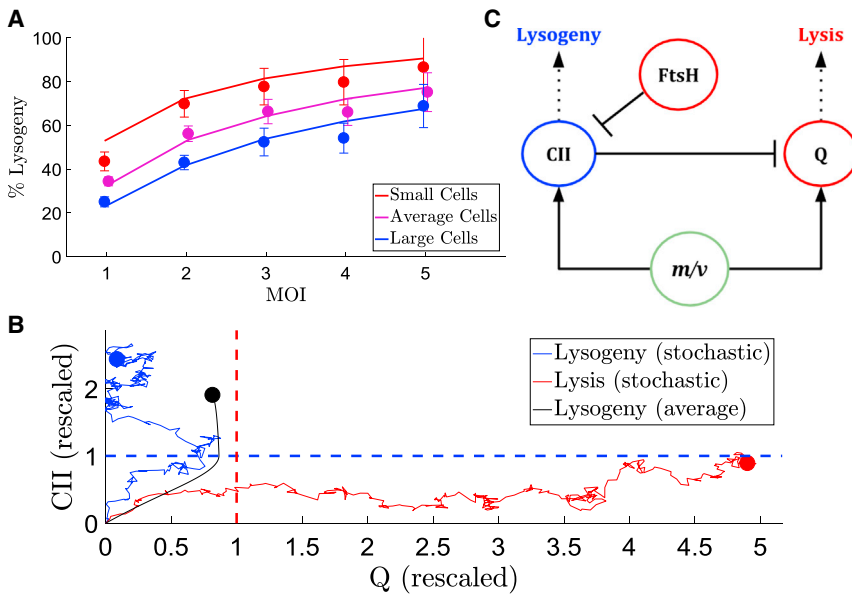 A
% Lysogeny
100
80
60
40
20
0
1 2 3 4 5
MOI
Small Cells
Average Cells
Large Cells
C
Lysogeny
Lysis
FtsH
CII
Q
m/v
B
CII (rescaled)
2
1
0
0 0.5 1 1.5 2 2.5 3 3.5 4 4.5 5
Q (rescaled)
Lysogeny (stochastic)
Lysis (stochastic)
Lysogeny (average)